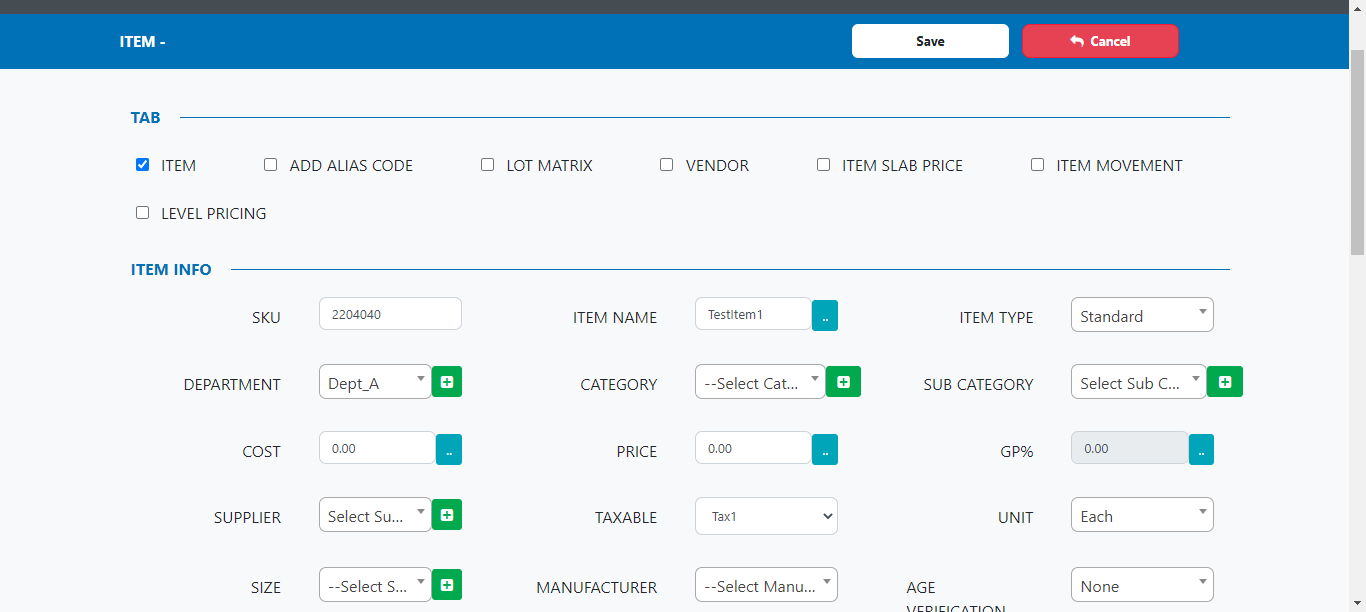 ITEM -
Save
Cancel
TAB
ITEM ADD ALIAS CODE LOT MATRIX VENDOR ITEM SLAB PRICE ITEM MOVEMENT
LEVEL PRICING
ITEM INFO
SKU 2204040 ITEM NAME TestItem1 .. ITEM TYPE Standard
DEPARTMENT Dept_A CATEGORY --Select Cat... SUB CATEGORY Select Sub C...
COST 0.00 .. PRICE 0.00 .. GP% 0.00 ..
SUPPLIER Select Su... TAXABLE Tax1 UNIT Each
SIZE --Select S... MANUFACTURER --Select Manu... AGE None
VERIFICATION